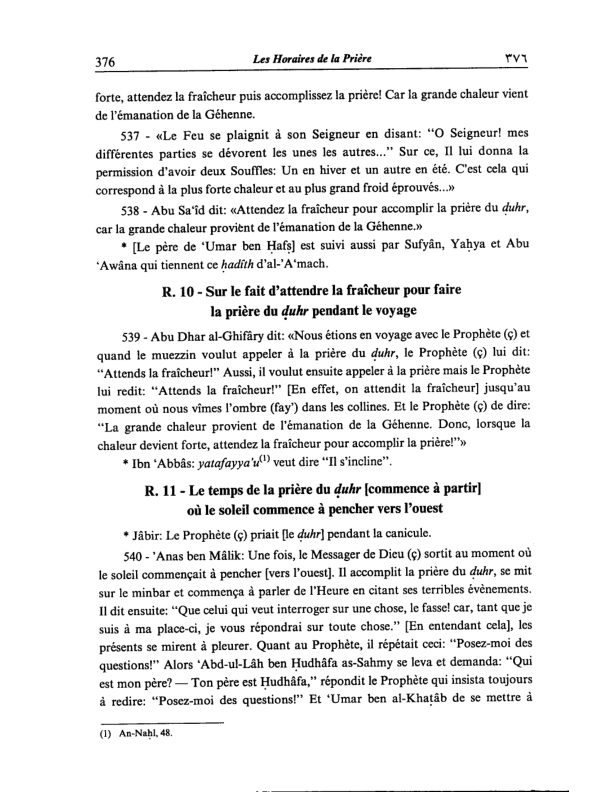 376 Les Horaires de la Prière ٣٧٦
forte, attendez la fraîcheur puis accomplissez la prière! Car la grande chaleur vient
de l'émanation de la Géhenne.
537 - «Le Feu se plaignit à son Seigneur en disant: “O Seigneur! mes
différentes parties se dévorent les unes les autres...” Sur ce, Il lui donna la
permission d'avoir deux Souffles: Un en hiver et un autre en été. C'est cela qui
correspond à la plus forte chaleur et au plus grand froid éprouvés...»
538 - Abu Sa‘îd dit: «Attendez la fraîcheur pour accomplir la prière du ḍuhr,
car la grande chaleur provient de l'émanation de la Géhenne.»
* [Le père de ‘Umar ben Ḥafṣ] est suivi aussi par Sufyân, Yaḥya et Abu
‘Awâna qui tiennent ce ḥadîth d'al-’A‘mach.
R. 10 - Sur le fait d'attendre la fraîcheur pour faire
la prière du ḍuhr pendant le voyage
539 - Abu Dhar al-Ghifâry dit: «Nous étions en voyage avec le Prophète (ç) et
quand le muezzin voulut appeler à la prière du ḍuhr, le Prophète (ç) lui dit:
“Attends la fraîcheur!” Aussi, il voulut ensuite appeler à la prière mais le Prophète
lui redit: “Attends la fraîcheur!” [En effet, on attendit la fraîcheur] jusqu'au
moment où nous vîmes l'ombre (fay’) dans les collines. Et le Prophète (ç) de dire:
“La grande chaleur provient de l'émanation de la Géhenne. Donc, lorsque la
chaleur devient forte, attendez la fraîcheur pour accomplir la prière!”»
* Ibn ‘Abbâs: yatafayya’u(1) veut dire “Il s'incline”.
R. 11 - Le temps de la prière du ḍuhr [commence à partir]
où le soleil commence à pencher vers l'ouest
* Jâbir: Le Prophète (ç) priait [le ḍuhr] pendant la canicule.
540 - ’Anas ben Mâlik: Une fois, le Messager de Dieu (ç) sortit au moment où
le soleil commençait à pencher [vers l'ouest]. Il accomplit la prière du ḍuhr, se mit
sur le minbar et commença à parler de l'Heure en citant ses terribles évènements.
Il dit ensuite: “Que celui qui veut interroger sur une chose, le fasse! car, tant que je
suis à ma place-ci, je vous répondrai sur toute chose.” [En entendant cela], les
présents se mirent à pleurer. Quant au Prophète, il répétait ceci: “Posez-moi des
questions!” Alors ‘Abd-ul-Lâh ben Ḥudhâfa as-Sahmy se leva et demanda: “Qui
est mon père? — Ton père est Ḥudhâfa,” répondit le Prophète qui insista toujours
à redire: “Posez-moi des questions!” Et ‘Umar ben al-Khaṭâb de se mettre à
(1) An-Naḥl, 48.